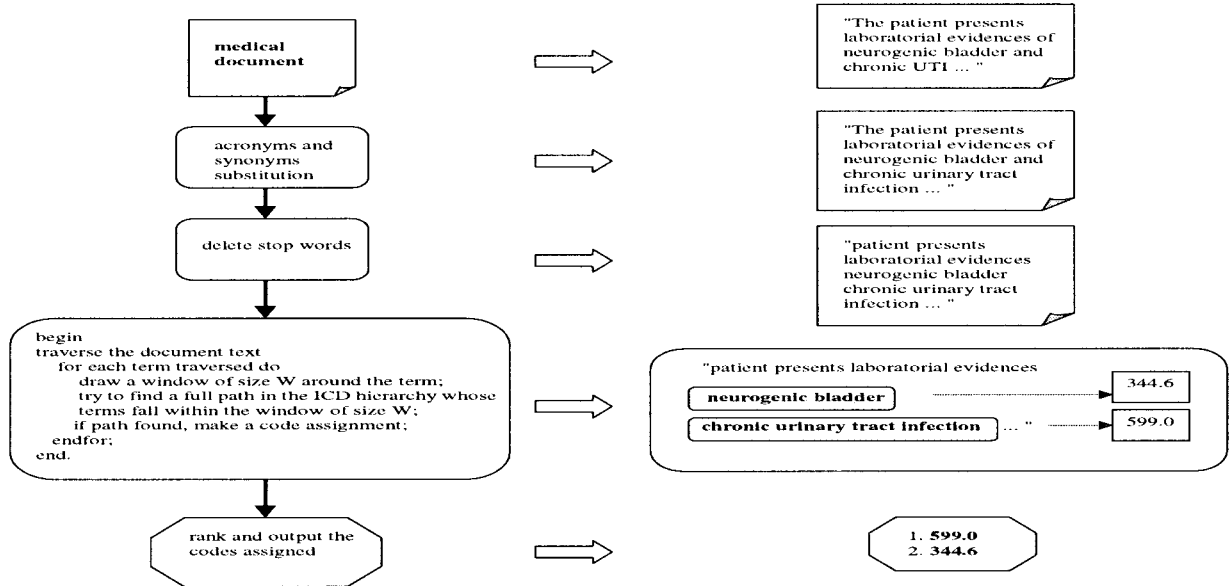 medical
document
"The patient presents
laboratorial evidences of
neurogenic bladder and
chronic UTI ... "
acronyms and
synonyms
substitution
"The patient presents
laboratorial evidences of
neurogenic bladder and
chronic urinary tract
infection ... "
delete stop words
"patient presents
laboratorial evidences
neurogenic bladder
chronic urinary tract
infection ... "
begin
traverse the document text
for each term traversed do
draw a window of size W around the term;
try to find a full path in the ICD hierarchy whose
terms fall within the window of size W;
if path found, make a code assignment;
endfor;
end.
"patient presents laboratorial evidences
neurogenic bladder
344.6
chronic urinary tract infection ... "
599.0
rank and output the
codes assigned
1. 599.0
2. 344.6